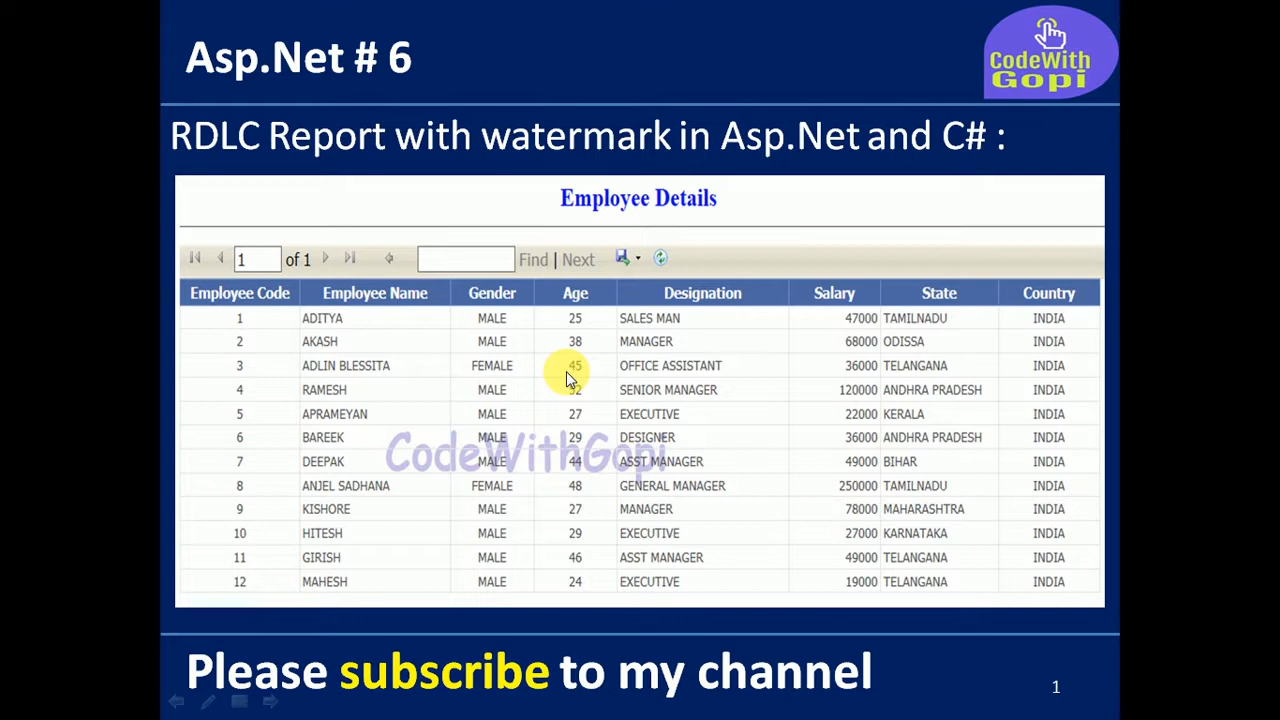 Asp.Net # 6
CodeWith
Gopi
RDLC Report with watermark in Asp.Net and C# :
Employee Details
1 of 1 Find | Next
Employee Code Employee Name Gender Age Designation Salary State Country
1 ADITYA MALE 25 SALES MAN 47000 TAMILNADU INDIA
2 AKASH MALE 38 MANAGER 68000 ODISSA INDIA
3 ADLIN BLESSITA FEMALE 45 OFFICE ASSISTANT 36000 TELANGANA INDIA
4 RAMESH MALE 32 SENIOR MANAGER 120000 ANDHRA PRADESH INDIA
5 APRAMEYAN MALE 27 EXECUTIVE 22000 KERALA INDIA
6 BAREEK MALE 29 DESIGNER 36000 ANDHRA PRADESH INDIA
CodeWithGopi
7 DEEPAK MALE 44 ASST MANAGER 49000 BIHAR INDIA
8 ANJEL SADHANA FEMALE 48 GENERAL MANAGER 250000 TAMILNADU INDIA
9 KISHORE MALE 27 MANAGER 78000 MAHARASHTRA INDIA
10 HITESH MALE 29 EXECUTIVE 27000 KARNATAKA INDIA
11 GIRISH MALE 46 ASST MANAGER 49000 TELANGANA INDIA
12 MAHESH MALE 24 EXECUTIVE 19000 TELANGANA INDIA
Please subscribe to my channel
1